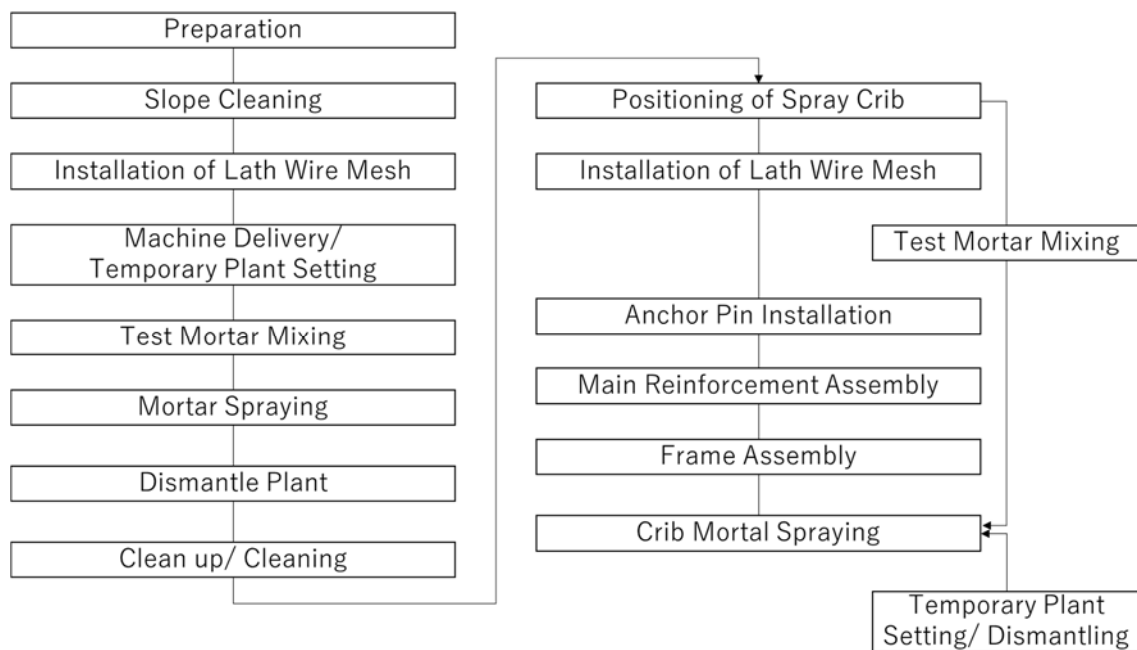 Preparation
Slope Cleaning
Installation of Lath Wire Mesh
Machine Delivery/
Temporary Plant Setting
Test Mortar Mixing
Mortar Spraying
Dismantle Plant
Clean up/ Cleaning
Positioning of Spray Crib
Installation of Lath Wire Mesh
Test Mortar Mixing
Anchor Pin Installation
Main Reinforcement Assembly
Frame Assembly
Crib Mortal Spraying
Temporary Plant
Setting/ Dismantling